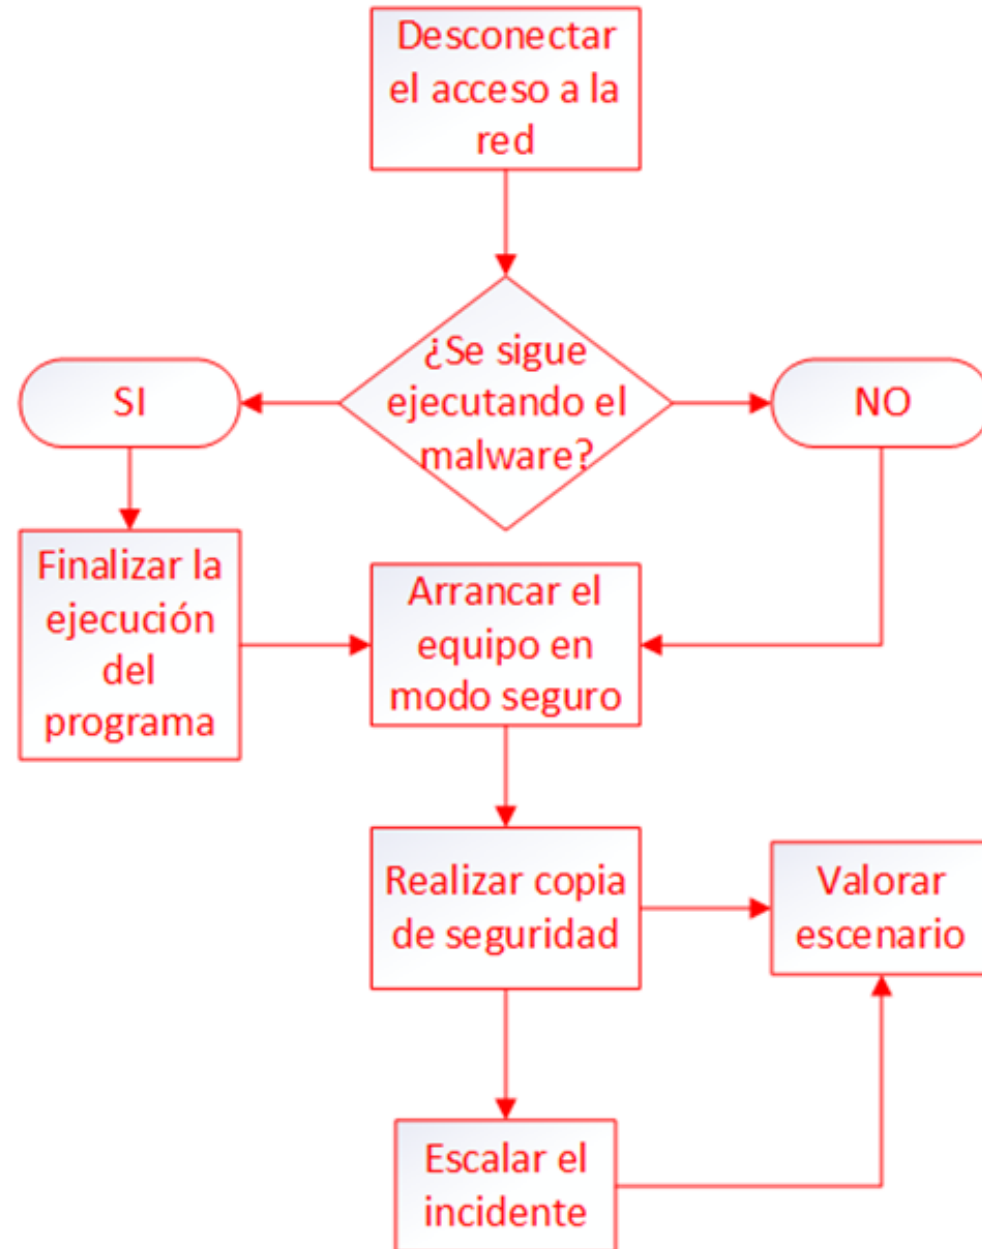 Desconectar
el acceso a la
red
¿Se sigue
ejecutando el
malware?
SI
NO
Finalizar la
ejecución
del
programa
Arrancar el
equipo en
modo seguro
Realizar copia
de seguridad
Valorar
escenario
Escalar el
incidente